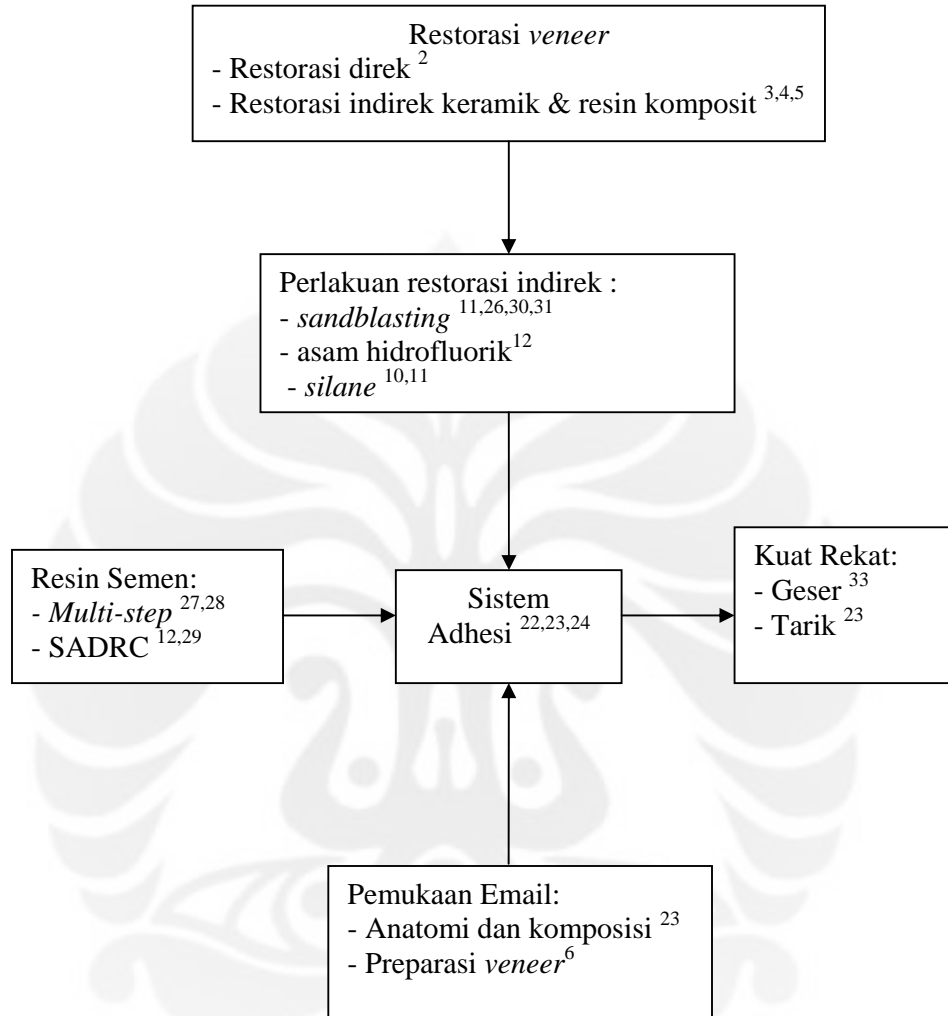 Restorasi veneer
- Restorasi direk 2
- Restorasi indirek keramik & resin komposit 3,4,5
Perlakuan restorasi indirek :
- sandblasting 11,26,30,31
- asam hidrofluorik12
- silane 10,11
Resin Semen:
- Multi-step 27,28
- SADRC 12,29
Sistem
Adhesi 22,23,24
Kuat Rekat:
- Geser 33
- Tarik 23
Pemukaan Email:
- Anatomi dan komposisi 23
- Preparasi veneer6